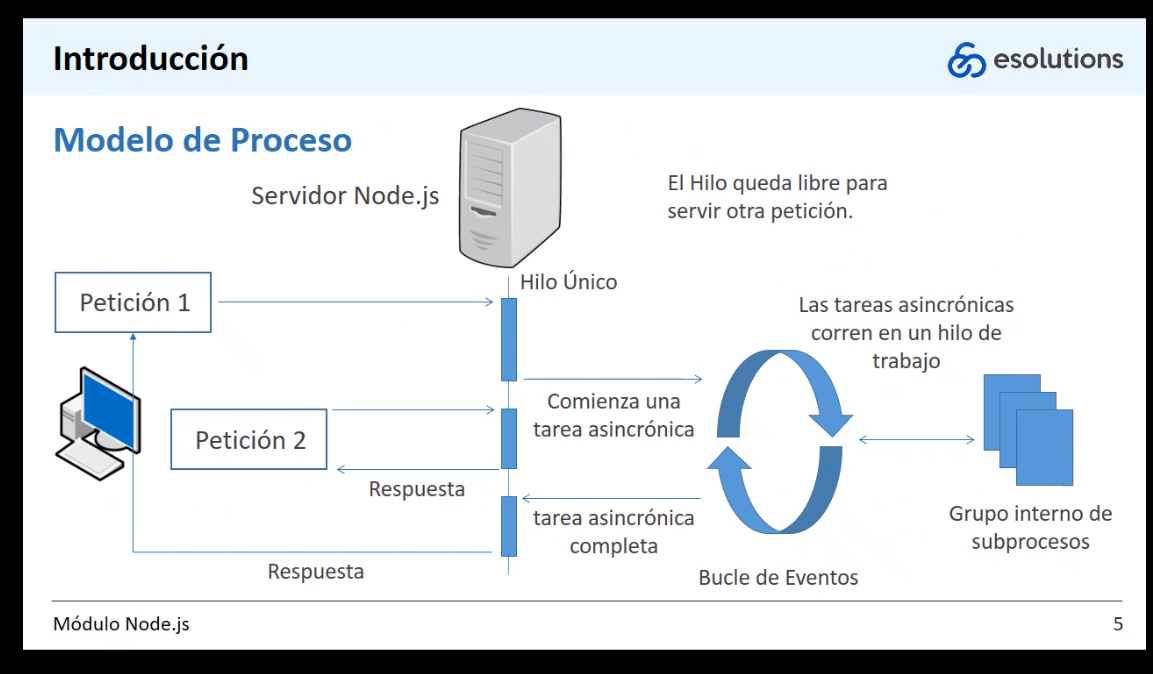 Introducción
esolutions
Modelo de Proceso
Servidor Node.js
El Hilo queda libre para
servir otra petición.
Hilo Único
Petición 1
Las tareas asincrónicas
corren en un hilo de
trabajo
Comienza una
tarea asincrónica
Petición 2
Respuesta
tarea asincrónica
completa
Grupo interno de
subprocesos
Respuesta
Bucle de Eventos
Módulo Node.js
5